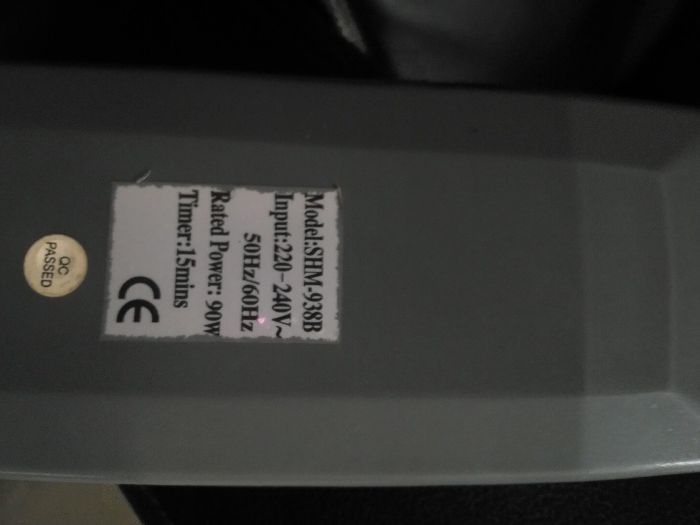 Model:SHM-938B
Input:220-240V~
50Hz/60Hz
Rated Power: 90W
Timer:15mins
CE
QC
PASSED